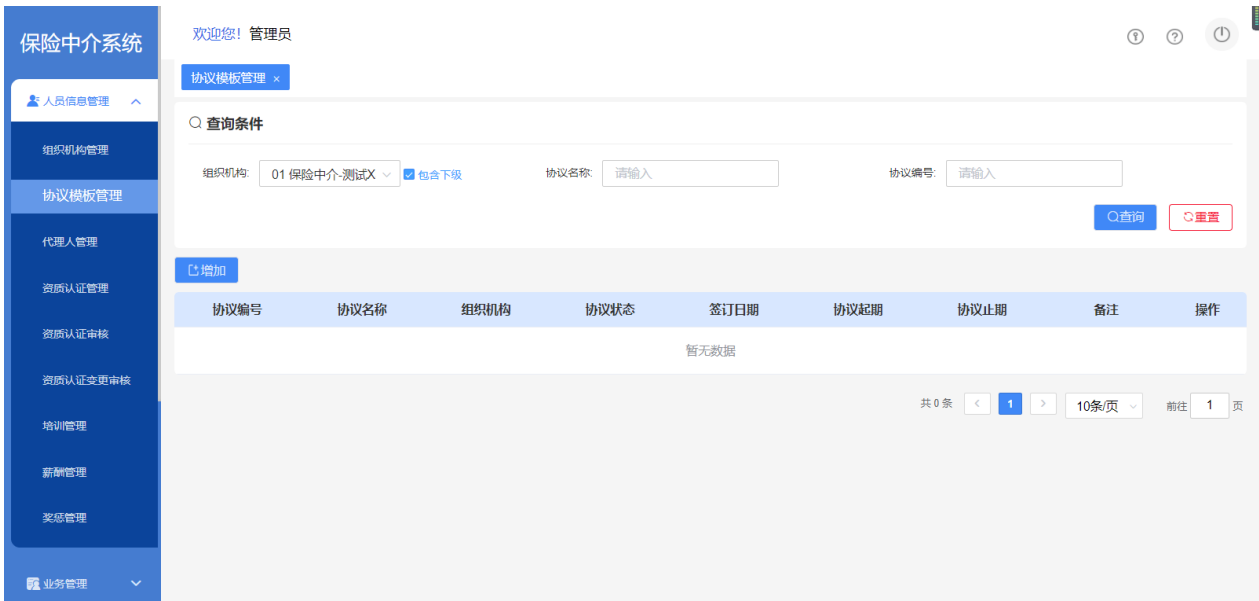 保险中介系统
欢迎您！管理员
协议模板管理 ×
人员信息管理
组织机构管理
协议模板管理
代理人管理
资质认证管理
资质认证审核
资质认证变更审核
培训管理
薪酬管理
奖惩管理
业务管理
查询条件
组织机构: 01 保险中介-测试X 包含下级 协议名称: 请输入 协议编号: 请输入
查询 重置
增加
协议编号 协议名称 组织机构 协议状态 签订日期 协议起期 协议止期 备注 操作
暂无数据
共 0 条 < 1 > 10条/页 前往 1 页